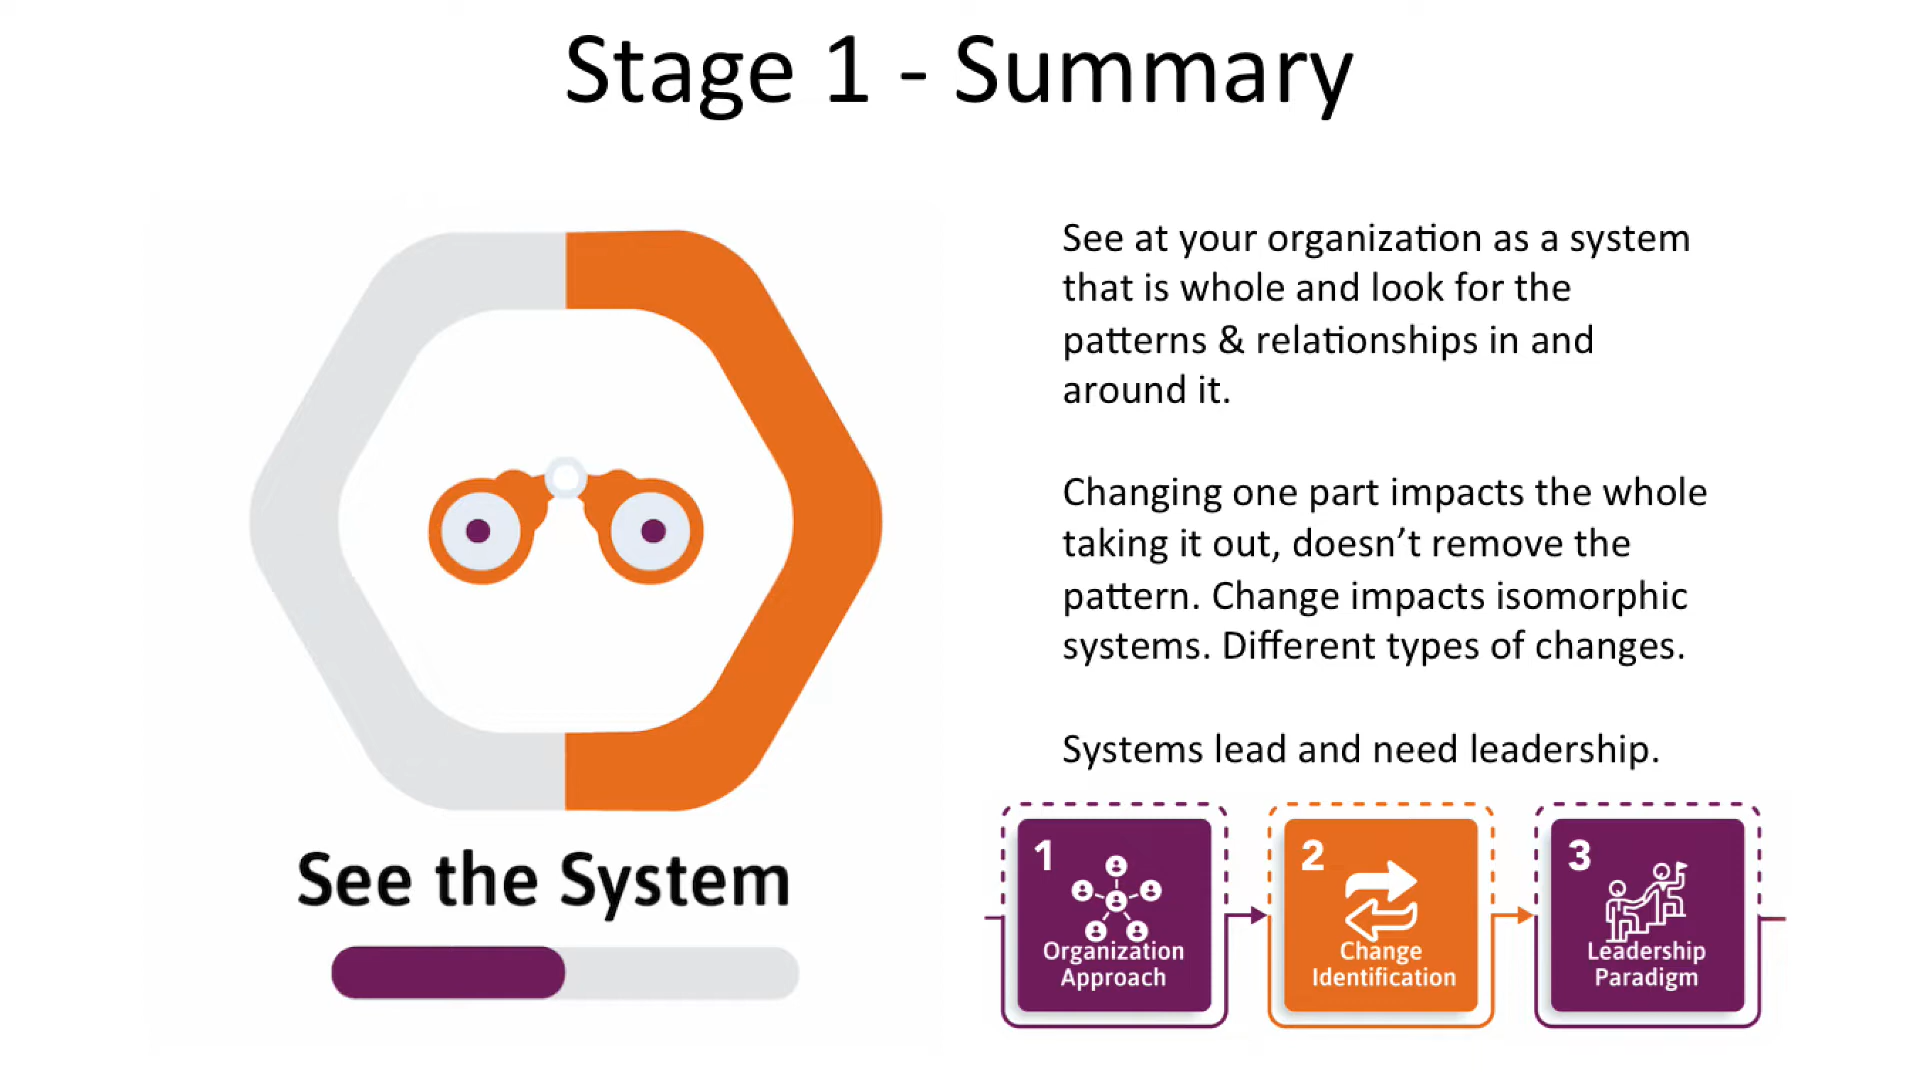 Stage 1 - Summary
See at your organization as a system
that is whole and look for the
patterns & relationships in and
around it.
Changing one part impacts the whole
taking it out, doesn’t remove the
pattern. Change impacts isomorphic
systems. Different types of changes.
Systems lead and need leadership.
See the System
1
Organization
Approach
2
Change
Identification
3
Leadership
Paradigm